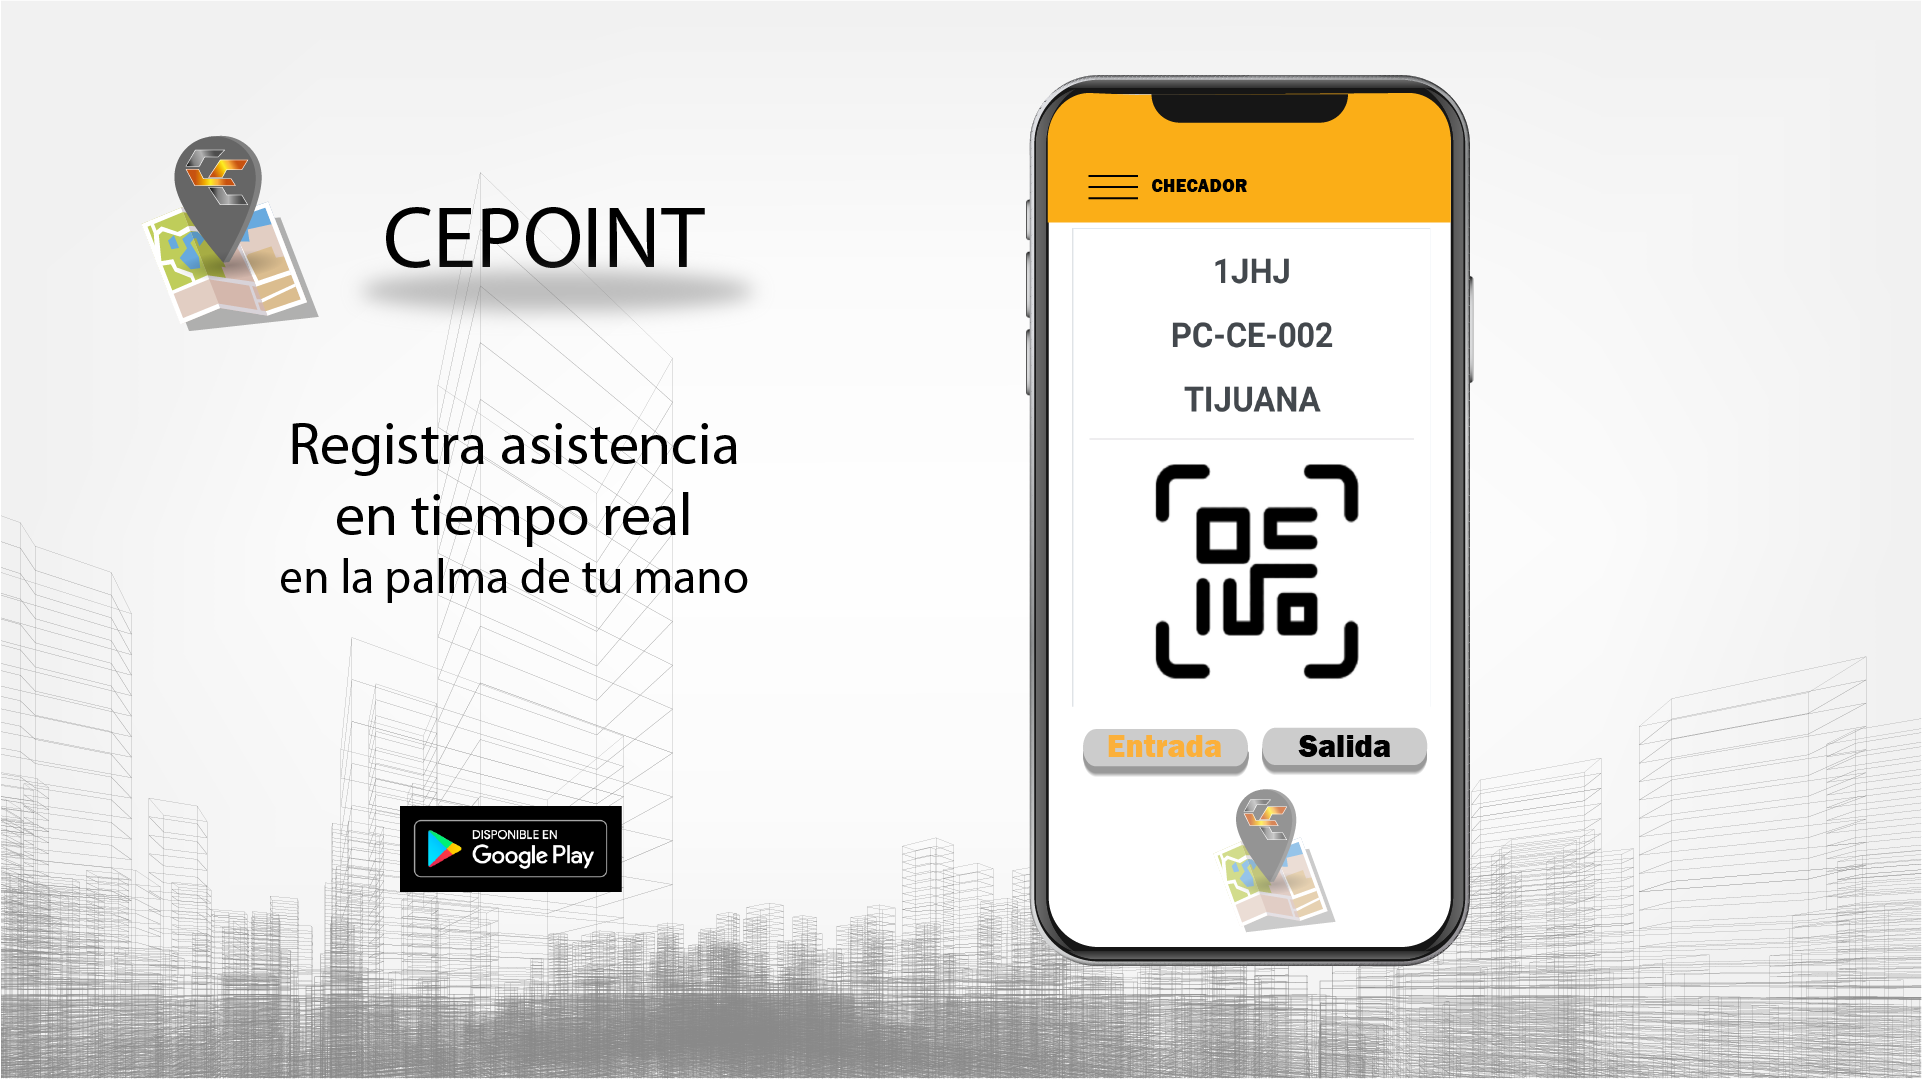 CEPOINT
Registra asistencia
en tiempo real
en la palma de tu mano
DISPONIBLE EN
Google Play
CHECADOR
1JHJ
PC-CE-002
TIJUANA
Entrada
Salida